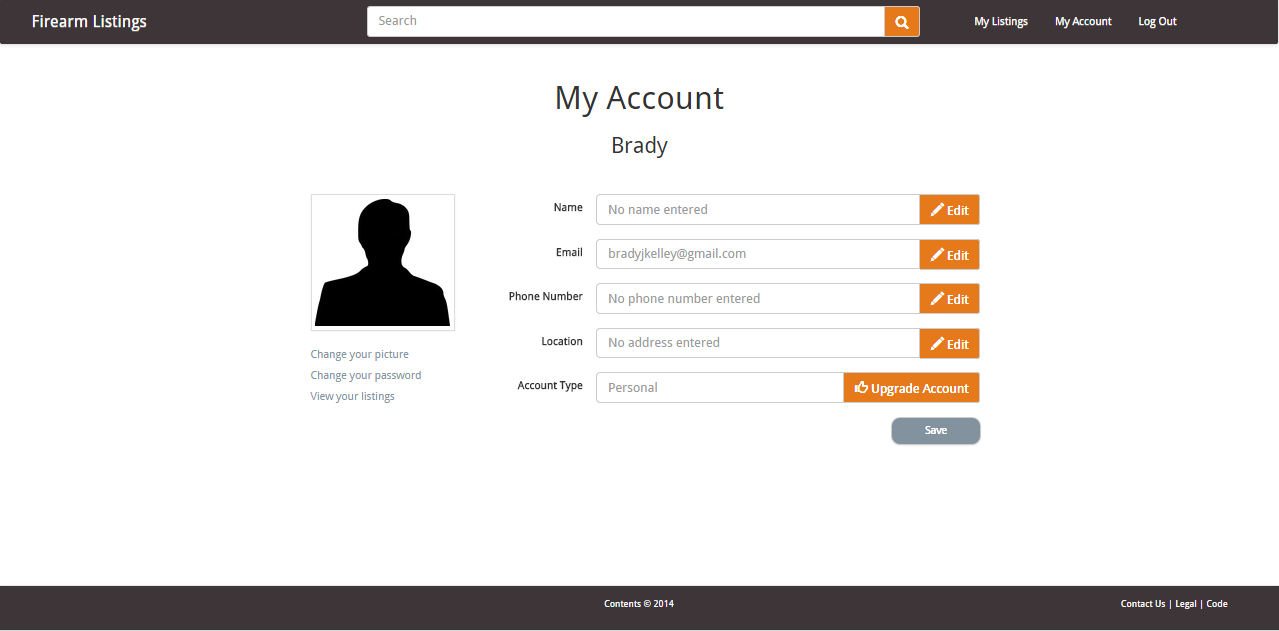 Firearm Listings
Search
My Listings
My Account
Log Out
My Account
Brady
Name
No name entered
Edit
Email
bradyjkelley@gmail.com
Edit
Phone Number
No phone number entered
Edit
Location
No address entered
Edit
Account Type
Personal
Upgrade Account
Change your picture
Change your password
View your listings
Save
Contents © 2014
Contact Us | Legal | Code